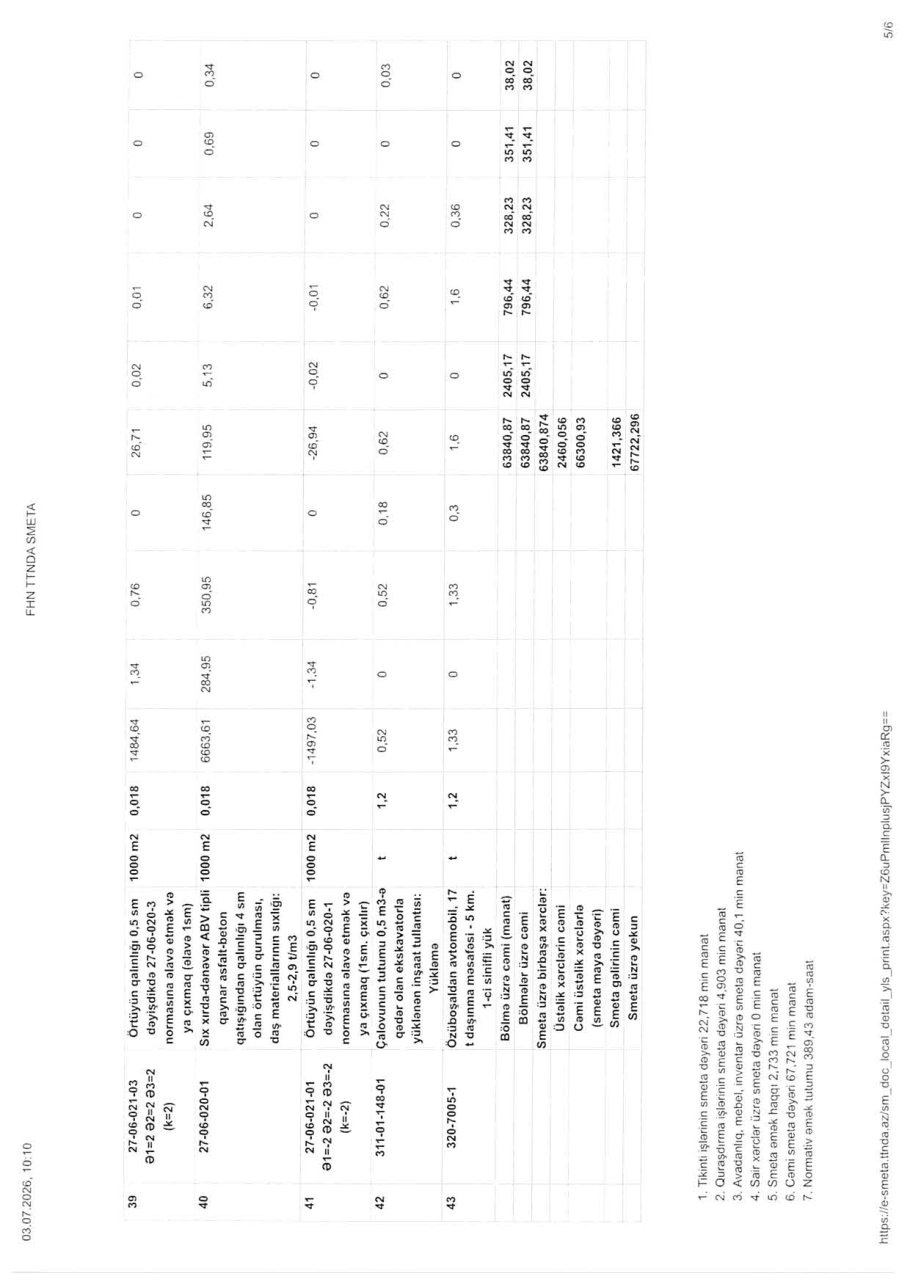 03.07.2026, 10:10
FHN TTNDA SMETA
39 27-06-021-03 Örtüyün qalınlığı 0,5 sm 1000 m2 0,018 1484,64 1,34 0,76 0 26,71 0,02 0,01 0 0 0
Ə1=2 Ə2=2 Ə3=2 dəyişdikdə 27-06-020-3
(k=2) normasına əlavə etmək və
ya çıxmaq (əlavə 1sm)
40 27-06-020-01 Sıx xırda-dənəvər ABV tipli 1000 m2 0,018 6663,61 284,95 350,95 146,85 119,95 5,13 6,32 2,64 0,69 0,34
qaynar asfalt-beton
qatışığından qalınlığı 4 sm
olan örtüyün qurulması,
daş materiallarının sıxlığı:
2,5-2,9 t/m3
41 27-06-021-01 Örtüyün qalınlığı 0,5 sm 1000 m2 0,018 -1497,03 -1,34 -0,81 0 -26,94 -0,02 -0,01 0 0 0
Ə1=-2 Ə2=-2 Ə3=-2 dəyişdikdə 27-06-020-1
(k=-2) normasına əlavə etmək və
ya çıxmaq (1sm. çıxılır)
42 311-01-148-01 Çalovunun tutumu 0,5 m3-ə t 1,2 0,52 0 0,52 0,18 0,62 0 0,62 0,22 0 0,03
qədər olan ekskavatorla
yüklənən inşaat tullantısı:
Yükləmə
43 320-7005-1 Özüboşaldan avtomobil, 17 t 1,2 1,33 0 1,33 0,3 1,6 0 1,6 0,36 0 0
t daşınma məsafəsi - 5 km.
1-ci sinifli yük
Bölmə üzrə cəmi (manat) 63840,87 2405,17 796,44 328,23 351,41 38,02
Bölmələr üzrə cəmi 63840,87 2405,17 796,44 328,23 351,41 38,02
Smeta üzrə birbaşa xərclər: 63840,874
Üstəlik xərclərin cəmi 2460,056
Cəmi üstəlik xərclərlə 66300,93
(smeta maya dəyəri)
Smeta gəlirinin cəmi 1421,366
Smeta üzrə yekun 67722,296
1. Tikinti işlərinin smeta dəyəri 22,718 min manat
2. Quraşdırma işlərinin smeta dəyəri 4,903 min manat
3. Avadanlıq, mebel, inventar üzrə smeta dəyəri 40,1 min manat
4. Sair xərclər üzrə smeta dəyəri 0 min manat
5. Smeta əmək haqqı 2,733 min manat
6. Cəmi smeta dəyəri 67,721 min manat
7. Normativ əmək tutumu 389,43 adam-saat
https://e-smeta.ttnda.az/sm_doc_local_detail_yls_print.aspx?key=Z6uPmlInplusjPYZxI9YxiaRg==
5/6